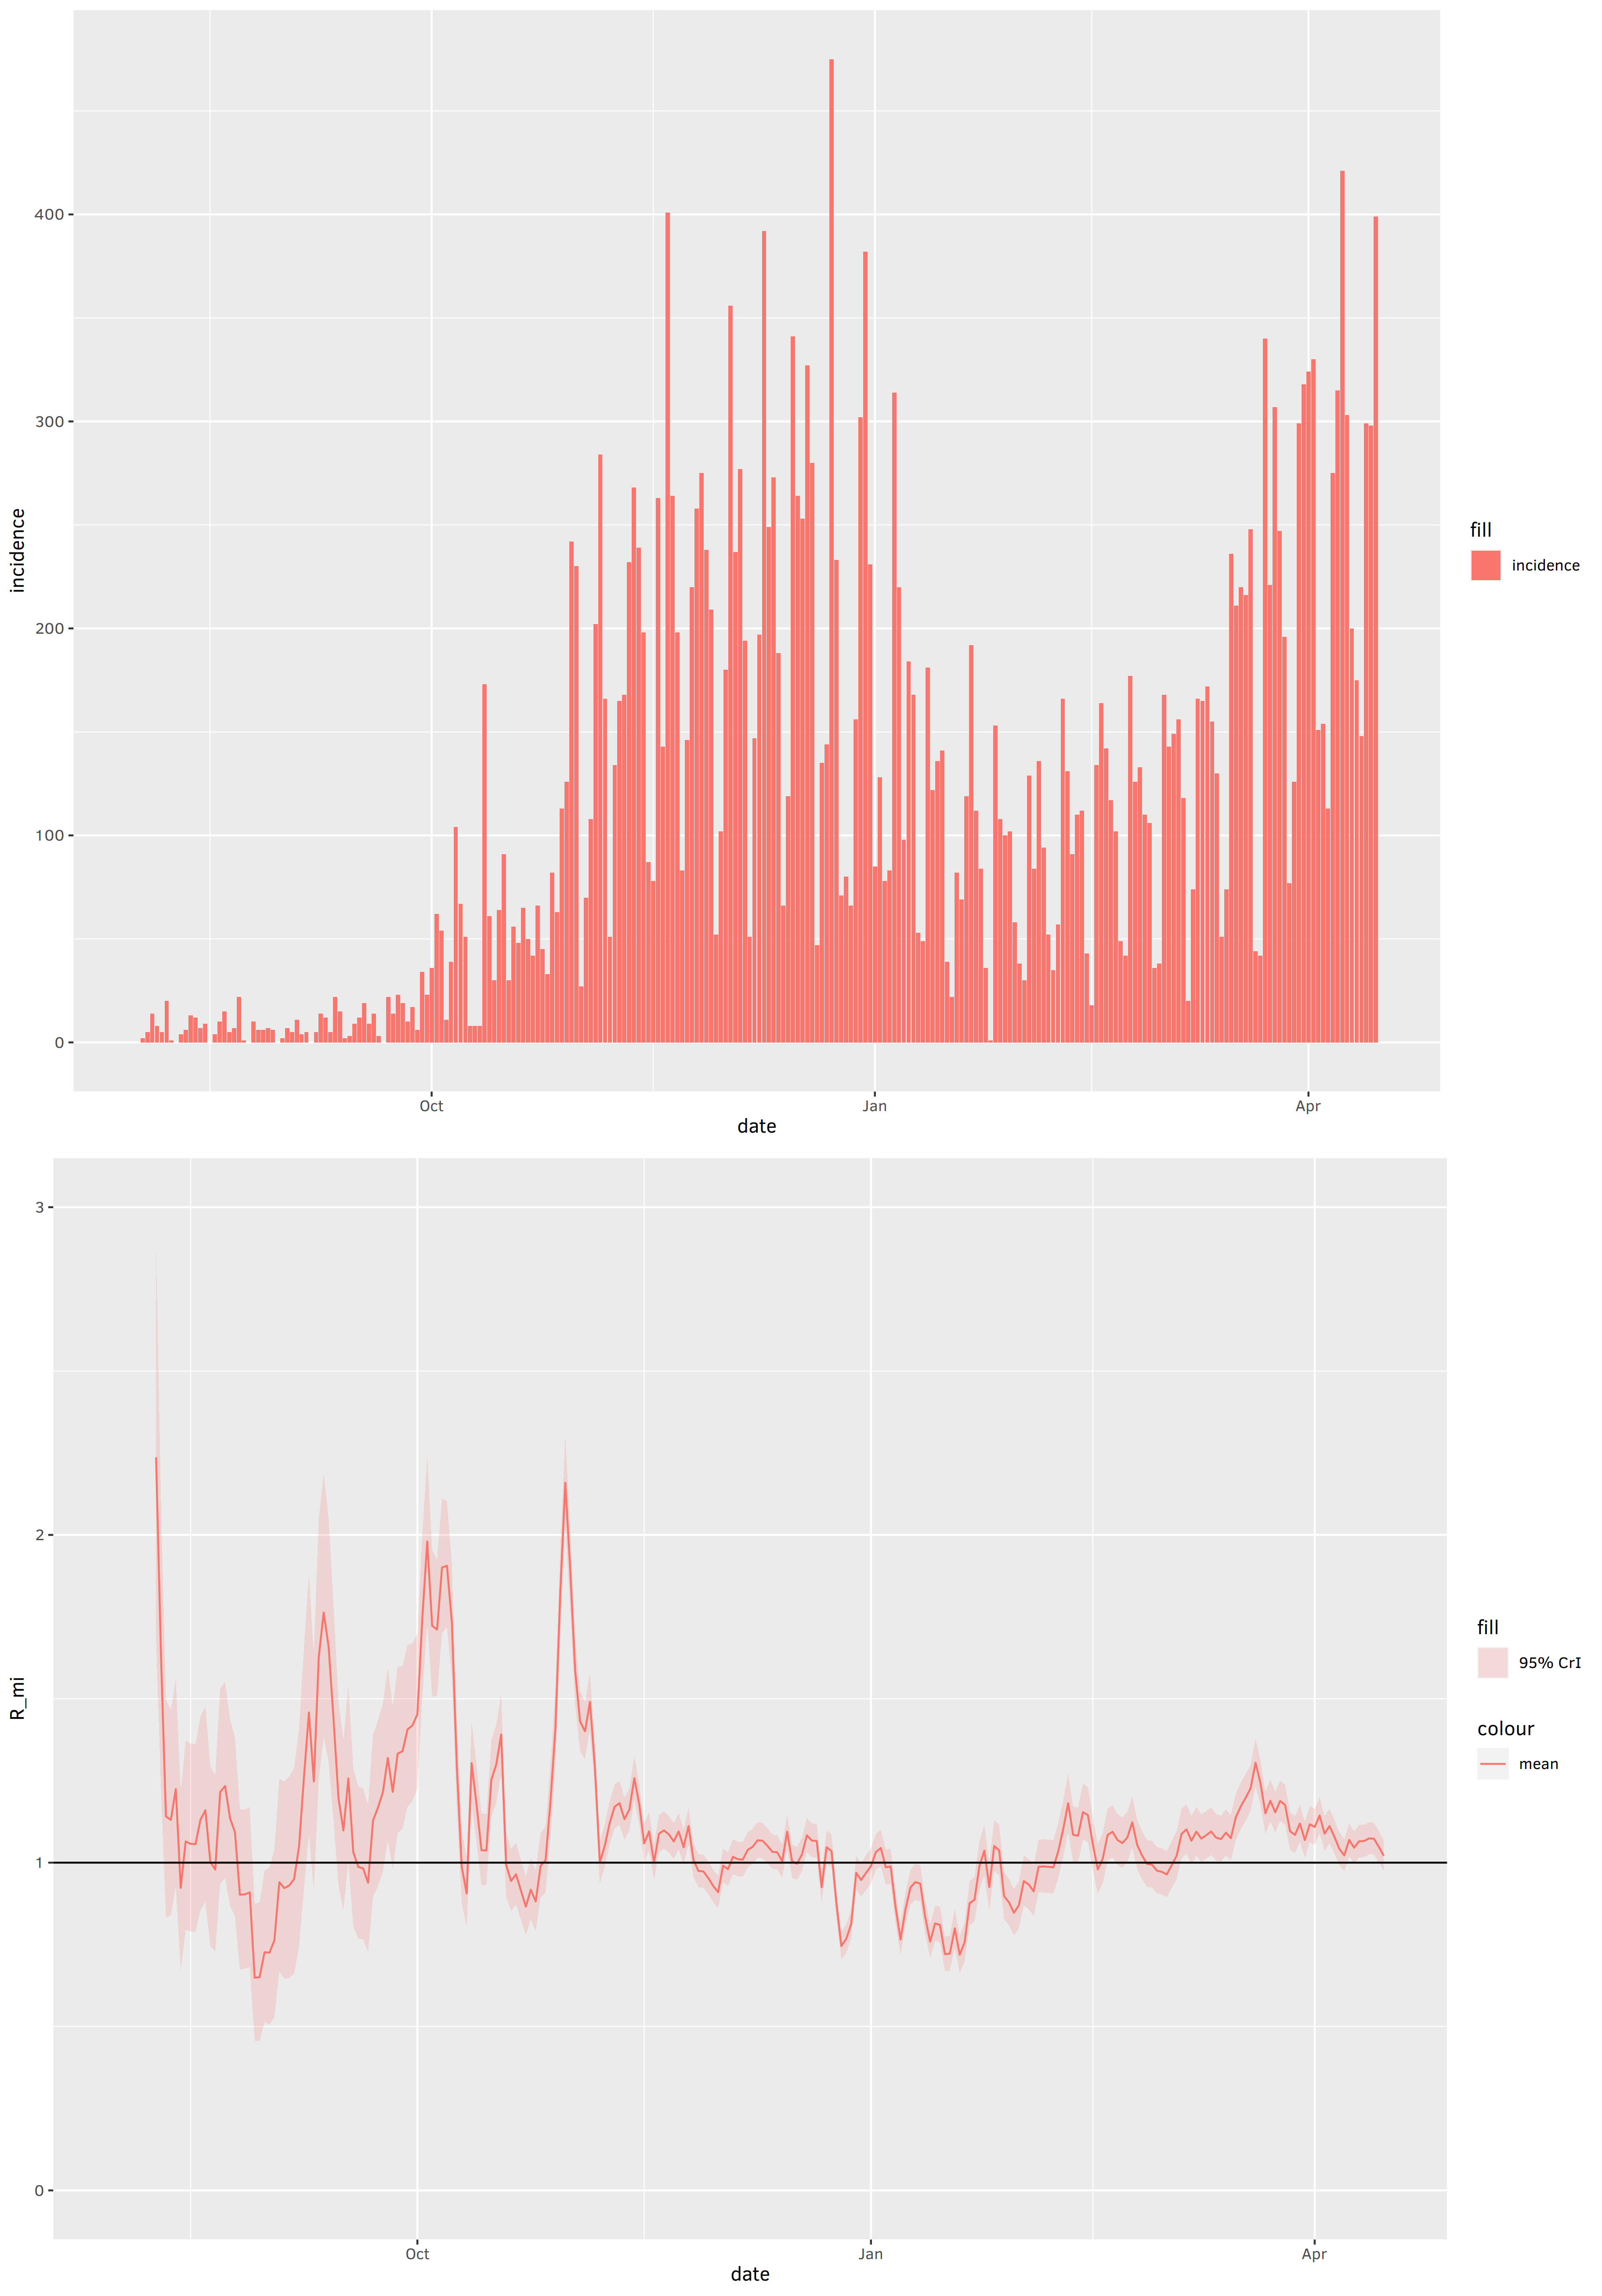 400
300
200
100
0
incidence
Oct
Jan
Apr
date
fill
incidence
3
2
1
0
R_mi
Oct
Jan
Apr
date
fill
95% CrI
colour
mean